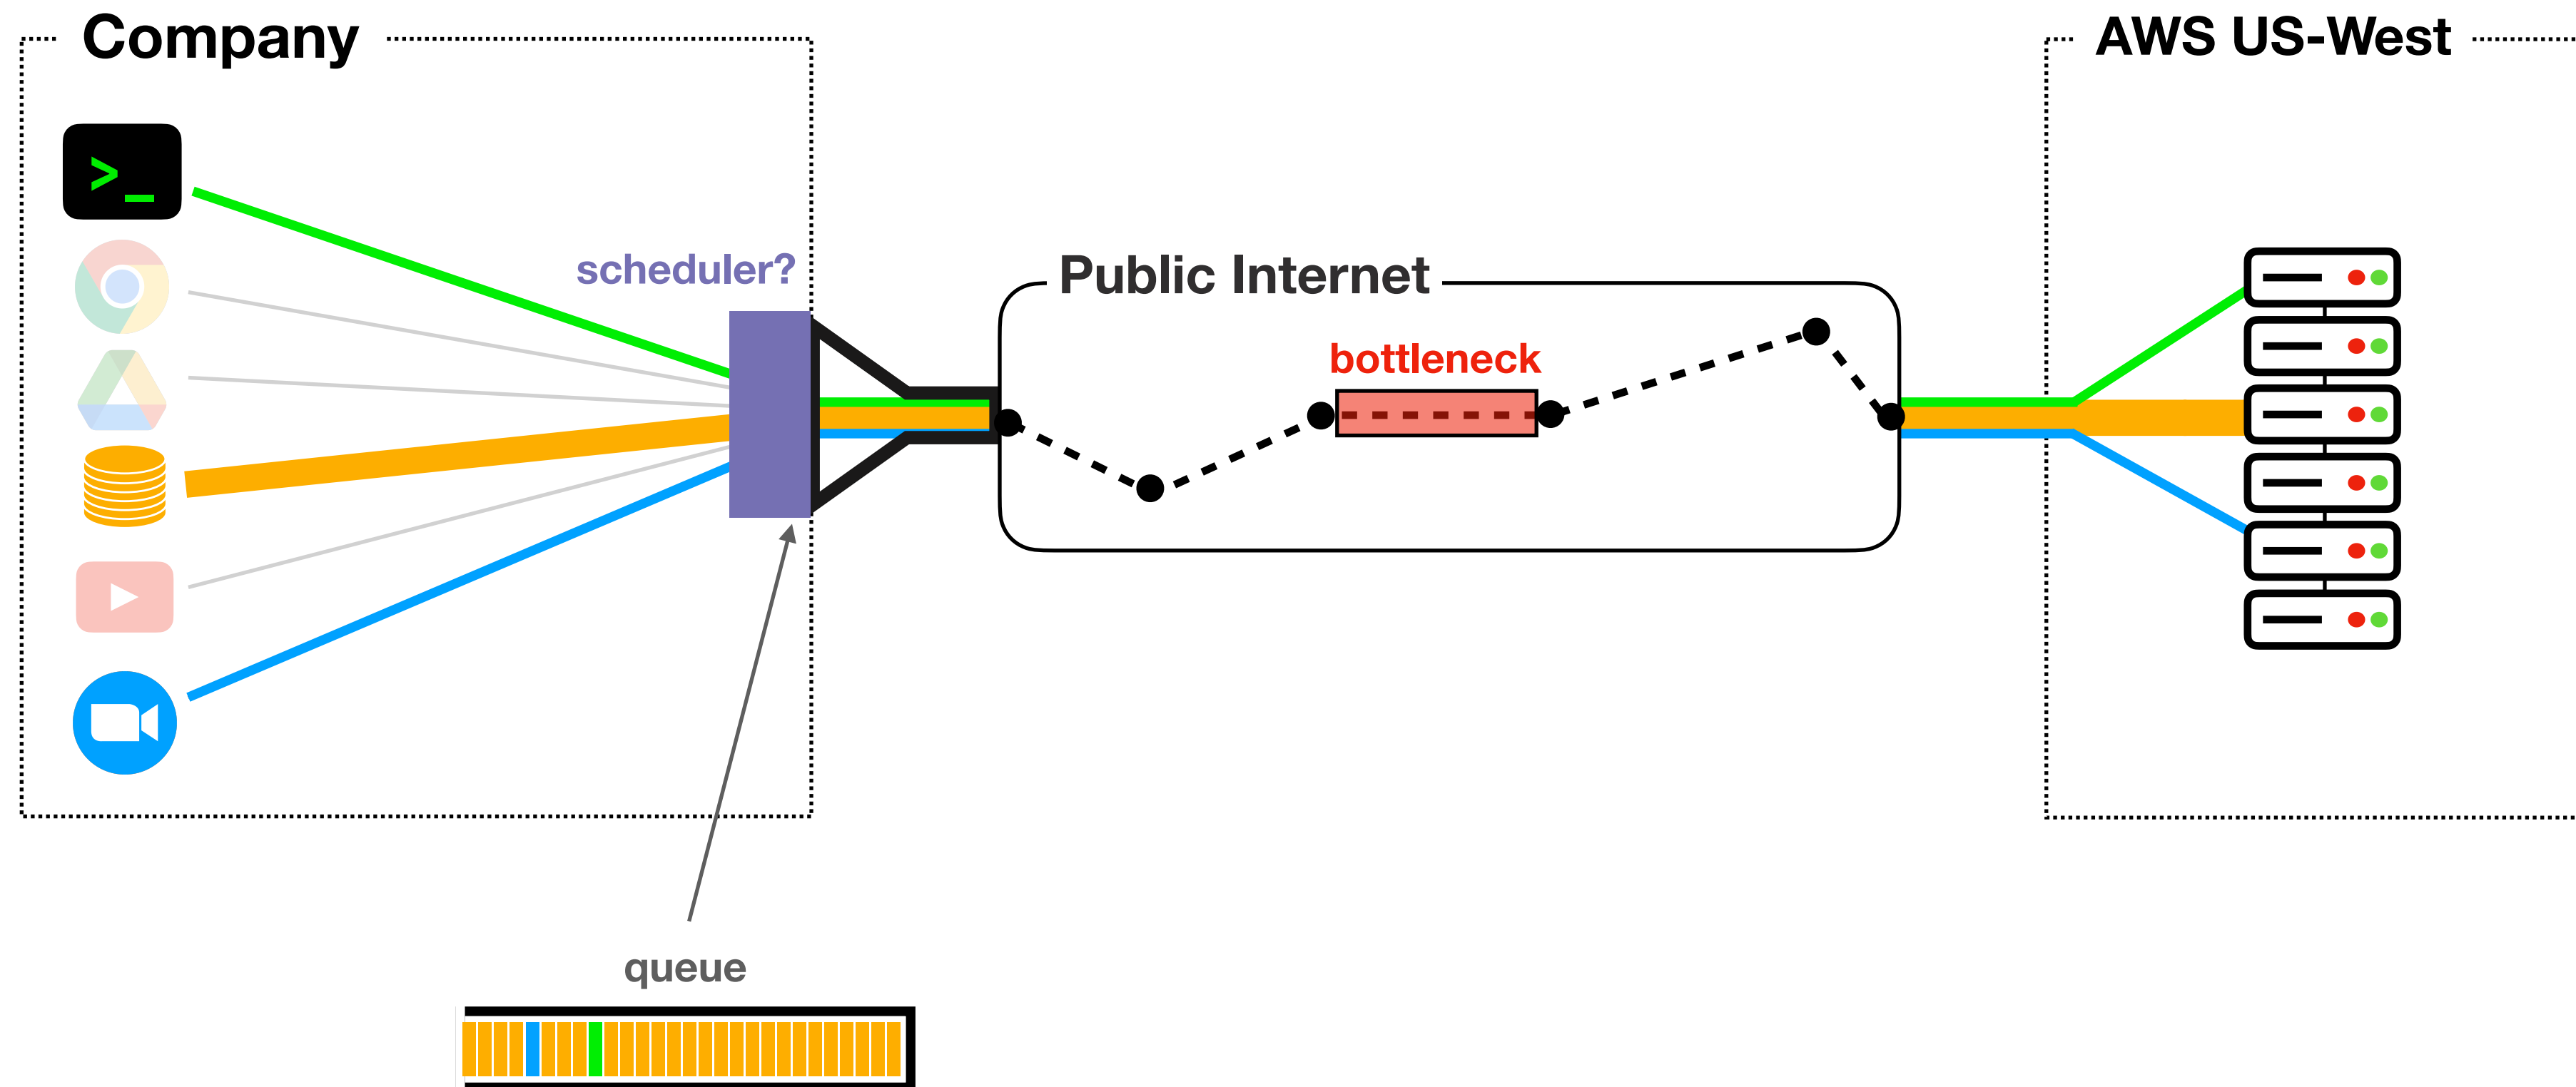 Company
AWS US-West
>_
scheduler?
Public Internet
bottleneck
queue